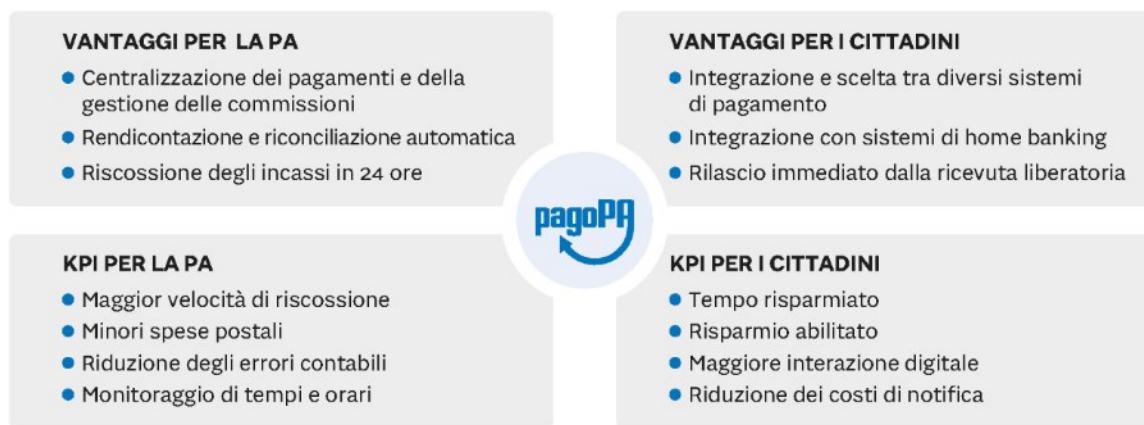 VANTAGGI PER LA PA
Centralizzazione dei pagamenti e della
gestione delle commissioni
Rendicontazione e riconciliazione automatica
Riscossione degli incassi in 24 ore
VANTAGGI PER I CITTADINI
Integrazione e scelta tra diversi sistemi
di pagamento
Integrazione con sistemi di home banking
Rilascio immediato dalla ricevuta liberatoria
pagoPA
KPI PER LA PA
Maggior velocità di riscossione
Minori spese postali
Riduzione degli errori contabili
Monitoraggio di tempi e orari
KPI PER I CITTADINI
Tempo risparmiato
Risparmio abilitato
Maggiore interazione digitale
Riduzione dei costi di notifica